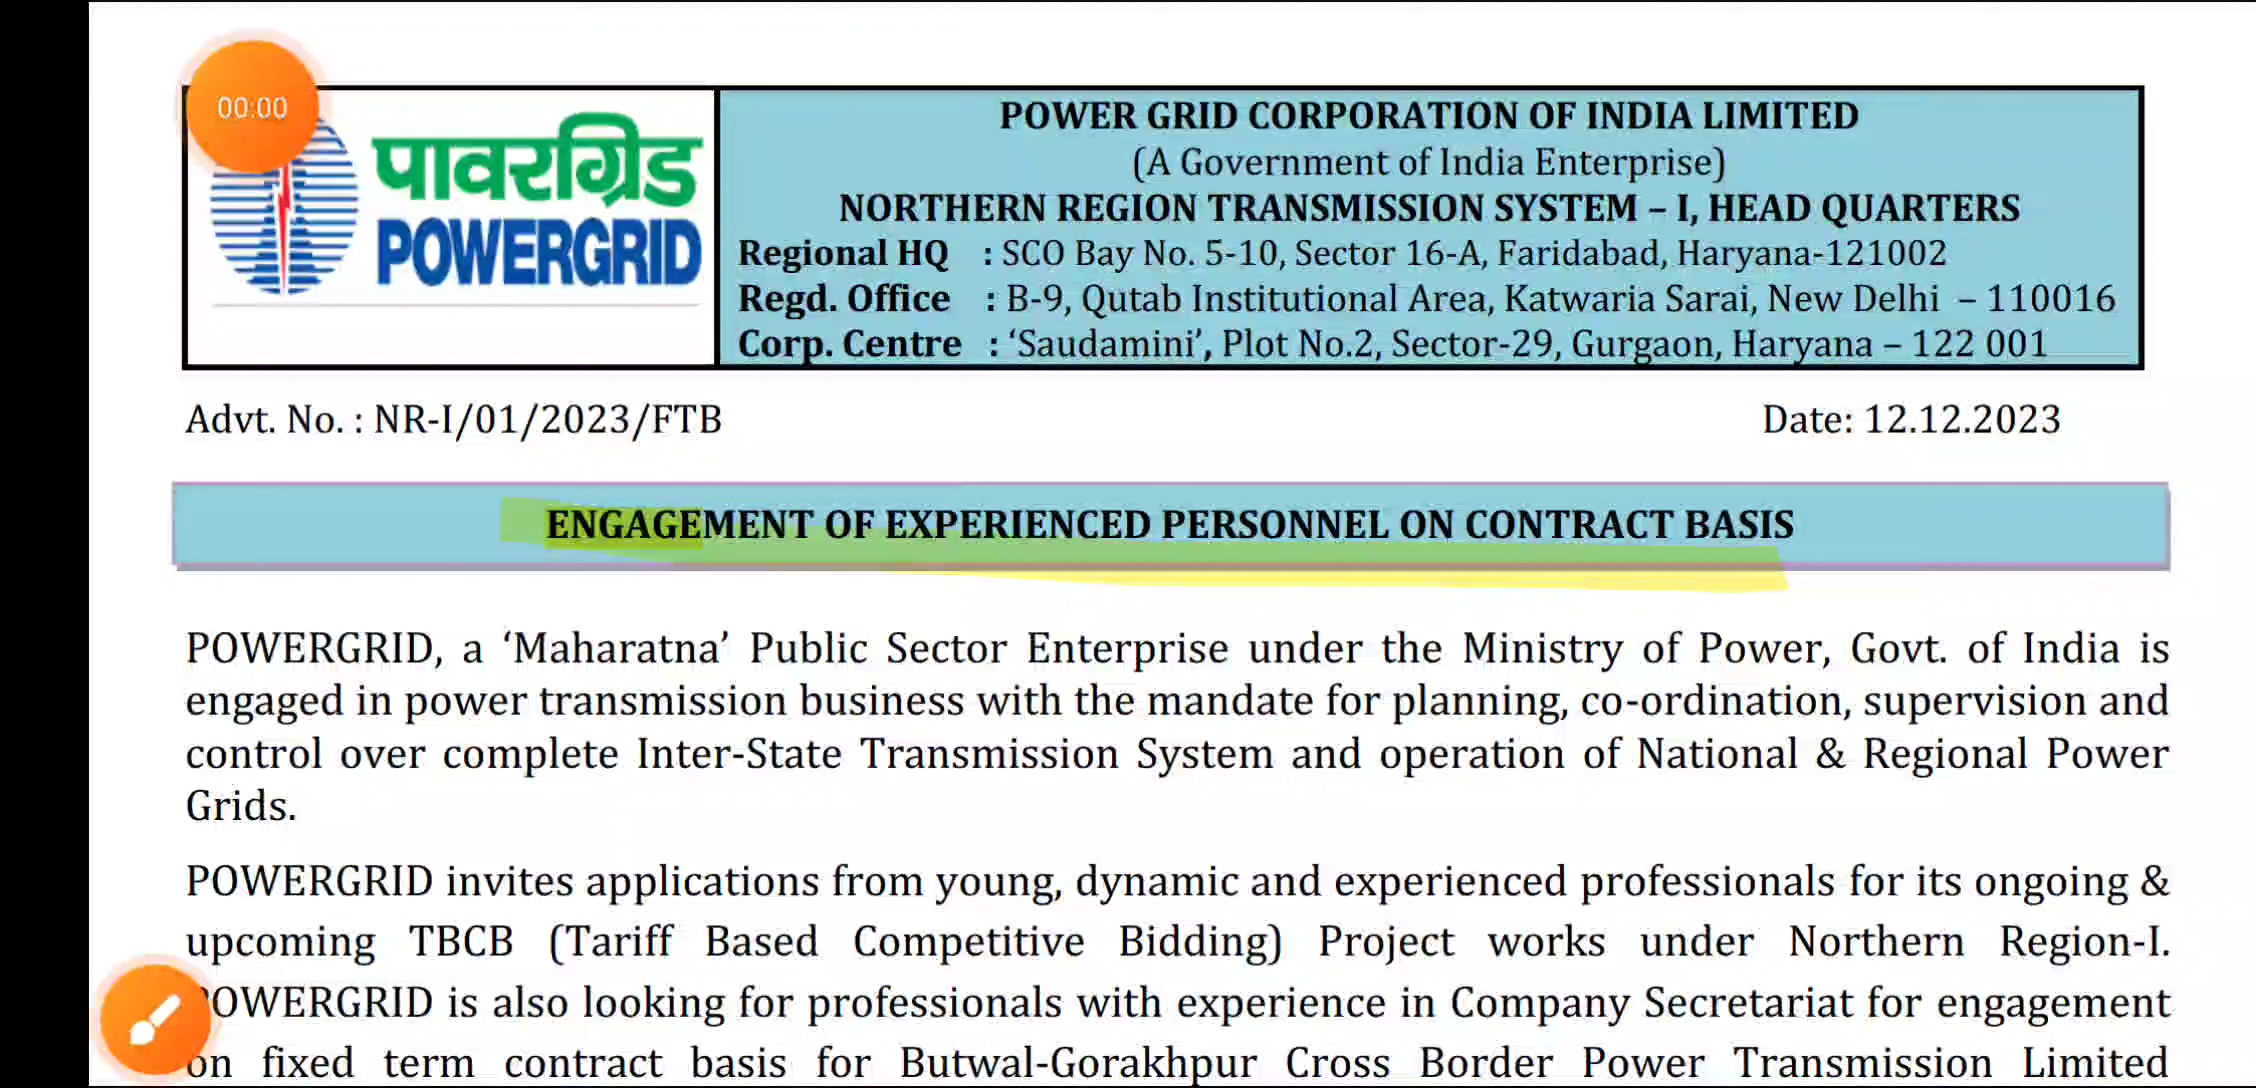 00:00
पावरग्रिड
POWERGRID
POWER GRID CORPORATION OF INDIA LIMITED
(A Government of India Enterprise)
NORTHERN REGION TRANSMISSION SYSTEM – I, HEAD QUARTERS
Regional HQ : SCO Bay No. 5-10, Sector 16-A, Faridabad, Haryana-121002
Regd. Office : B-9, Qutab Institutional Area, Katwaria Sarai, New Delhi – 110016
Corp. Centre : ‘Saudamini’, Plot No.2, Sector-29, Gurgaon, Haryana – 122 001
Advt. No. : NR-I/01/2023/FTB Date: 12.12.2023
ENGAGEMENT OF EXPERIENCED PERSONNEL ON CONTRACT BASIS
POWERGRID, a ‘Maharatna’ Public Sector Enterprise under the Ministry of Power, Govt. of India is
engaged in power transmission business with the mandate for planning, co-ordination, supervision and
control over complete Inter-State Transmission System and operation of National & Regional Power
Grids.
POWERGRID invites applications from young, dynamic and experienced professionals for its ongoing &
upcoming TBCB (Tariff Based Competitive Bidding) Project works under Northern Region-I.
POWERGRID is also looking for professionals with experience in Company Secretariat for engagement
on fixed term contract basis for Butwal-Gorakhpur Cross Border Power Transmission Limited